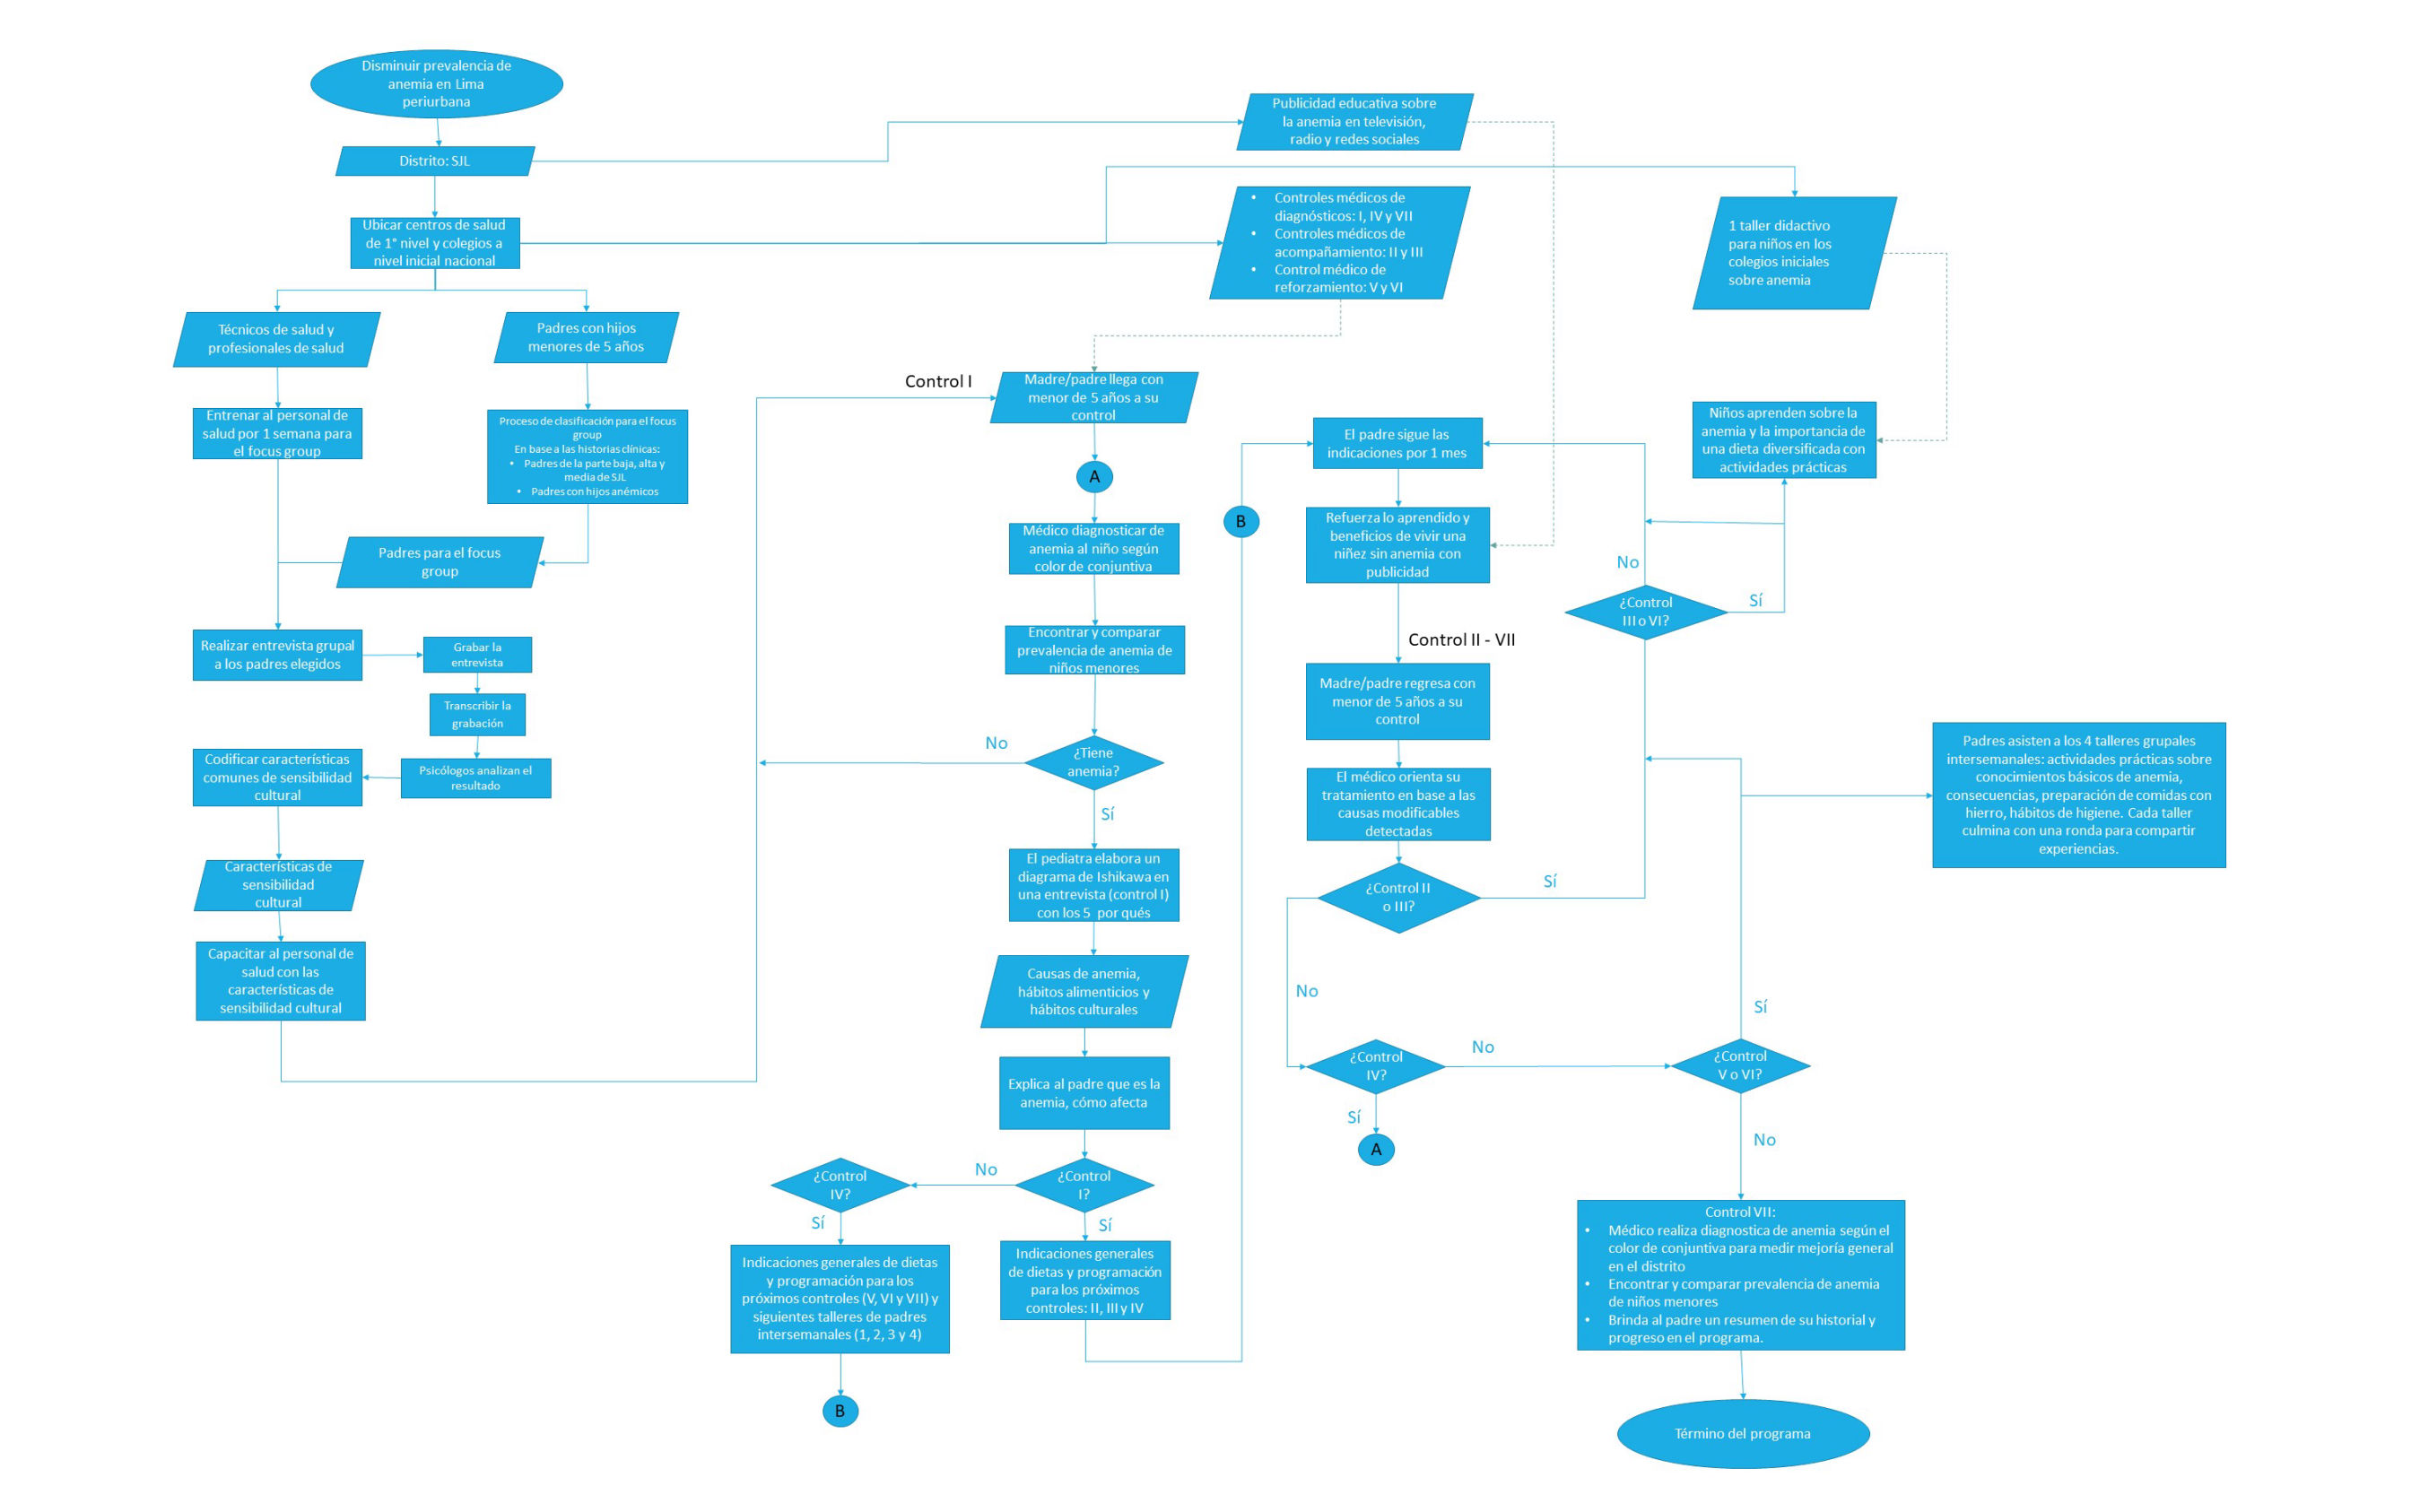 Disminuir prevalencia de
anemia en Lima
periurbana
Distrito: SJL
Ubicar centros de salud
de 1° nivel y colegios a
nivel inicial nacional
Técnicos de salud y
profesionales de salud
Padres con hijos
menores de 5 años
Entrenar al personal de
salud por 1 semana para
el focus group
Proceso de clasificación para el focus
group
En base a las historias clínicas:
• Padres de la parte baja, alta y
media de SJL
• Padres con hijos anémicos
Padres para el focus
group
Realizar entrevista grupal
a los padres elegidos
Grabar la
entrevista
Transcribir la
grabación
Psicólogos analizan el
resultado
Codificar características
comunes de sensibilidad
cultural
Características de
sensibilidad
cultural
Capacitar al personal de
salud con las
características de
sensibilidad cultural
Publicidad educativa sobre
la anemia en televisión,
radio y redes sociales
• Controles médicos de
diagnósticos: I, IV y VII
• Controles médicos de
acompañamiento: II y III
• Control médico de
reforzamiento: V y VI
1 taller didactivo
para niños en los
colegios iniciales
sobre anemia
Control I
Madre/padre llega con
menor de 5 años a su
control
A
Médico diagnosticar de
anemia al niño según
color de conjuntiva
Encontrar y comparar
prevalencia de anemia de
niños menores
¿Tiene
anemia?
No
Sí
El pediatra elabora un
diagrama de Ishikawa en
una entrevista (control I)
con los 5 por qués
Causas de anemia,
hábitos alimenticios y
hábitos culturales
Explica al padre que es la
anemia, cómo afecta
¿Control
I?
No
Sí
¿Control
IV?
Sí
Indicaciones generales de dietas
y programación para los
próximos controles (V, VI y VII) y
siguientes talleres de padres
intersemanales (1, 2, 3 y 4)
B
Indicaciones generales
de dietas y programación
para los próximos
controles: II, III y IV
B
El padre sigue las
indicaciones por 1 mes
Refuerza lo aprendido y
beneficios de vivir una
niñez sin anemia con
publicidad
Control II - VII
Madre/padre regresa con
menor de 5 años a su
control
El médico orienta su
tratamiento en base a las
causas modificables
detectadas
¿Control II
o III?
Sí
No
¿Control
IV?
No
Sí
A
Niños aprenden sobre la
anemia y la importancia de
una dieta diversificada con
actividades prácticas
No
¿Control
III o VI?
Sí
Padres asisten a los 4 talleres grupales
intersemanales: actividades prácticas sobre
conocimientos básicos de anemia,
consecuencias, preparación de comidas con
hierro, hábitos de higiene. Cada taller
culmina con una ronda para compartir
experiencias.
Sí
¿Control
V o VI?
No
Control VII:
• Médico realiza diagnostica de anemia según el
color de conjuntiva para medir mejoría general
en el distrito
• Encontrar y comparar prevalencia de anemia
de niños menores
• Brinda al padre un resumen de su historial y
progreso en el programa.
Término del programa